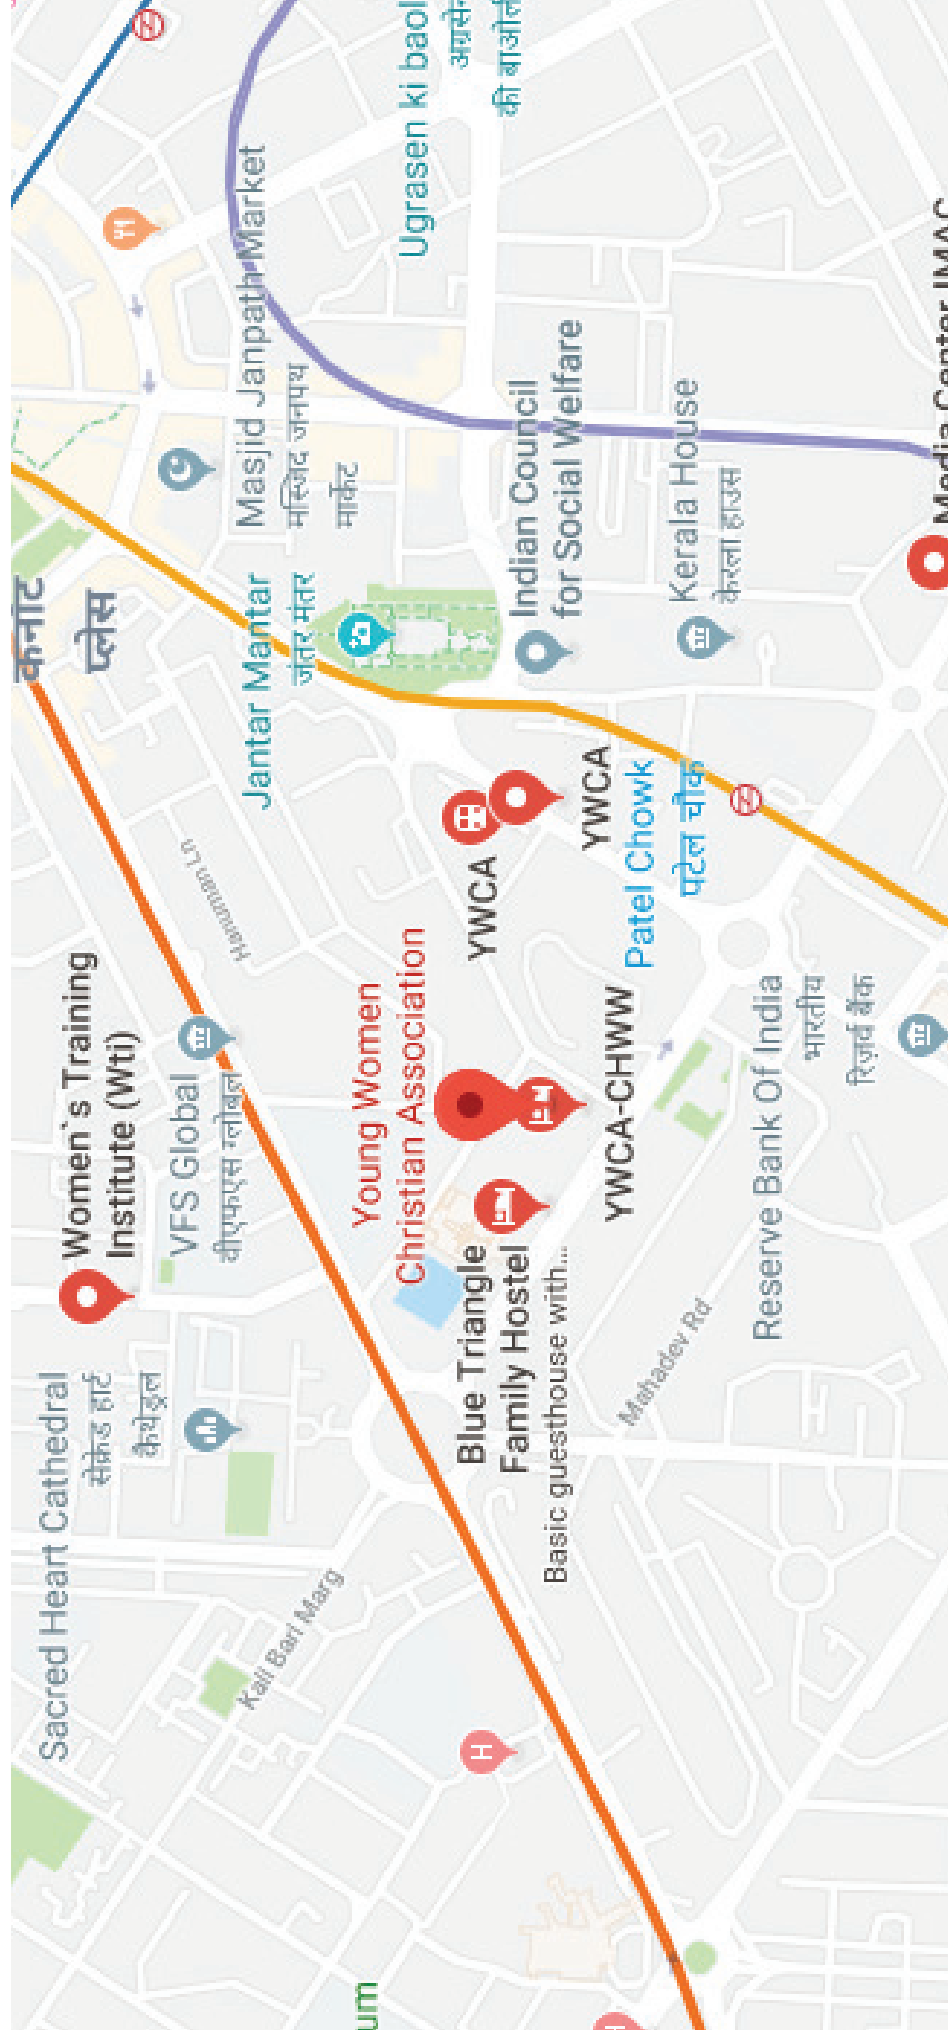 Sacred Heart Cathedral
सेक्रेड हार्ट
कैथेड्रल
Women`s Training
Institute (Wti)
VFS Global
वीएफएस ग्लोबल
कनॉट
प्लेस
Hanuman Ln
Kali Bari Marg
Jantar Mantar
जंतर मंतर
Masjid Janpath Market
मस्जिद जनपथ
मार्केट
Ugrasen ki baol
अग्रसेन
की बाओली
um
H
Young Women
Christian Association
Blue Triangle
Family Hostel
Basic guesthouse with...
YWCA
YWCA
YWCA-CHWW
Patel Chowk
पटेल चौक
Indian Council
for Social Welfare
Kerala House
केरला हाउस
Mahadev Rd
Reserve Bank Of India
भारतीय
रिज़र्व बैंक
Media Center IMAC